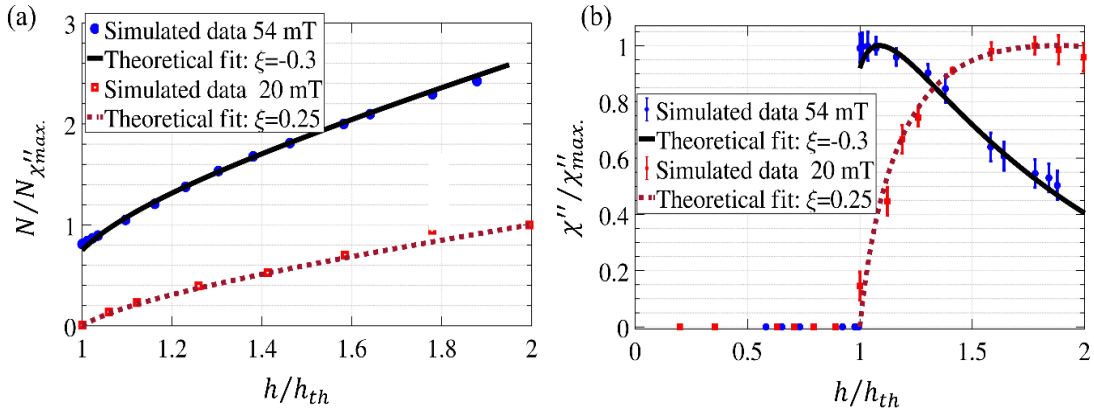 (a)
3
2
1
0
N/N_χ''max.
Simulated data 54 mT
Theoretical fit: ξ=-0.3
Simulated data 20 mT
Theoretical fit: ξ=0.25
1 1.2 1.4 1.6 1.8 2
h/h_th
(b)
1
0.8
0.6
0.4
0.2
0
χ''/χ''max.
Simulated data 54 mT
Theoretical fit: ξ=-0.3
Simulated data 20 mT
Theoretical fit: ξ=0.25
0 0.5 1 1.5 2
h/h_th